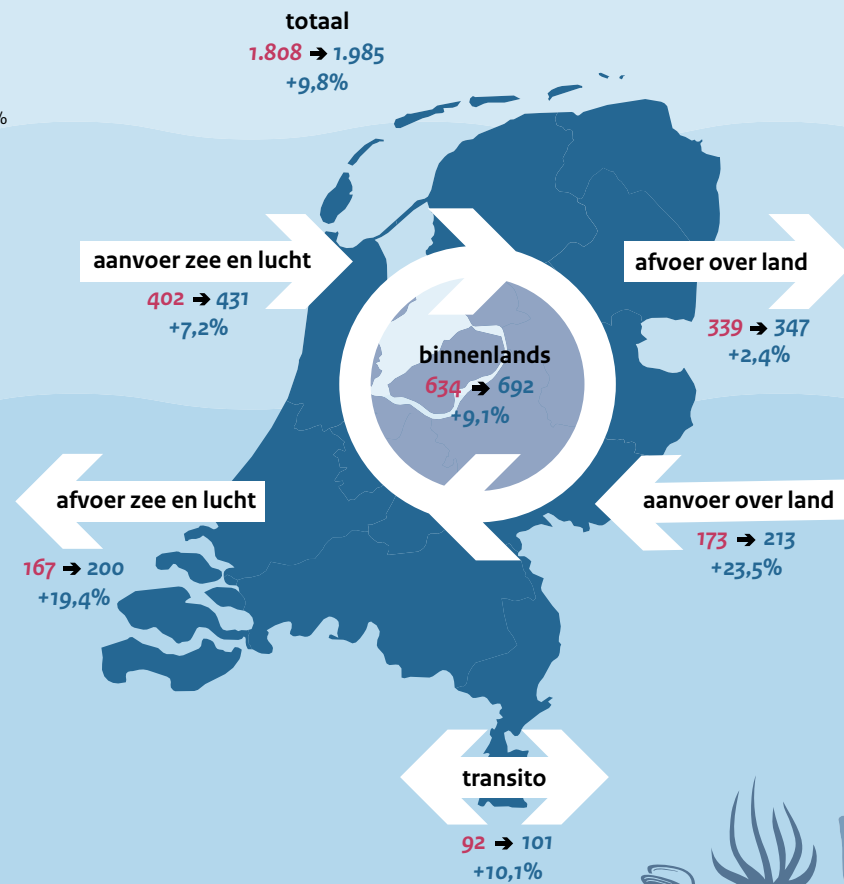 totaal
1.808 ➔ 1.985
+9,8%
%
aanvoer zee en lucht
402 ➔ 431
+7,2%
afvoer over land
339 ➔ 347
+2,4%
binnenlands
634 ➔ 692
+9,1%
afvoer zee en lucht
167 ➔ 200
+19,4%
aanvoer over land
173 ➔ 213
+23,5%
transito
92 ➔ 101
+10,1%